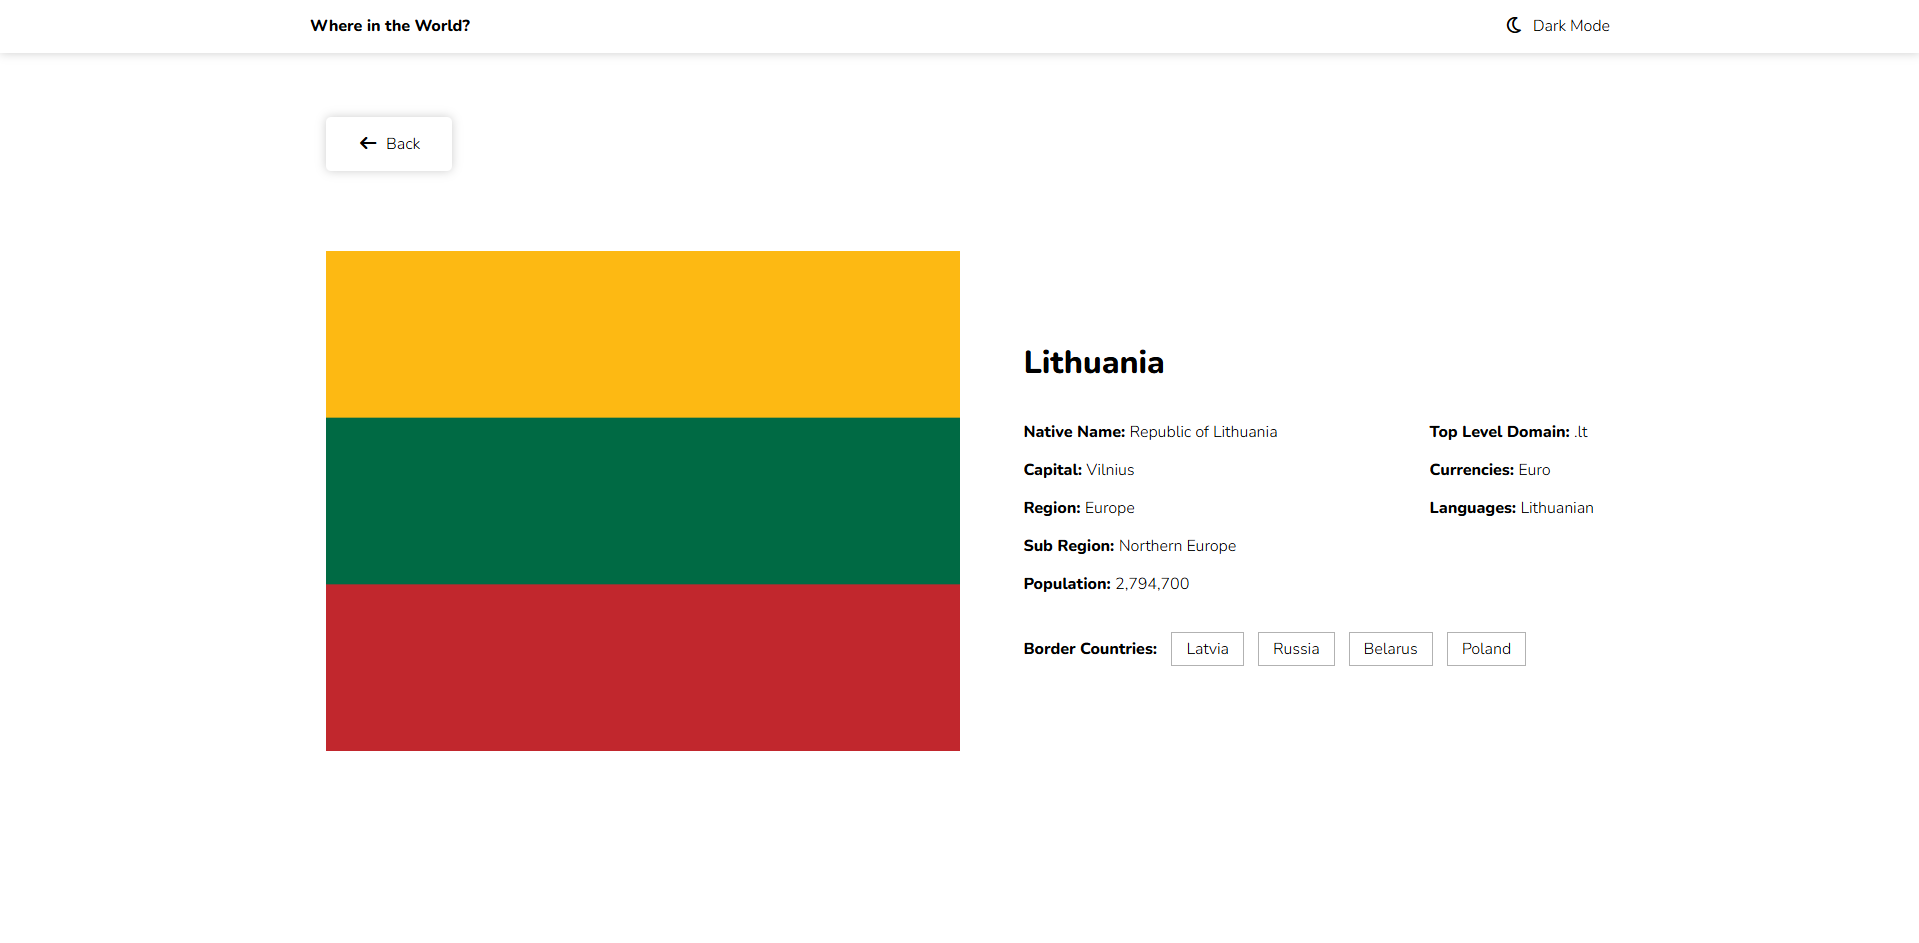 Where in the World?
Dark Mode
Back
Lithuania
Native Name: Republic of Lithuania
Capital: Vilnius
Region: Europe
Sub Region: Northern Europe
Population: 2,794,700
Top Level Domain: .lt
Currencies: Euro
Languages: Lithuanian
Border Countries: Latvia Russia Belarus Poland